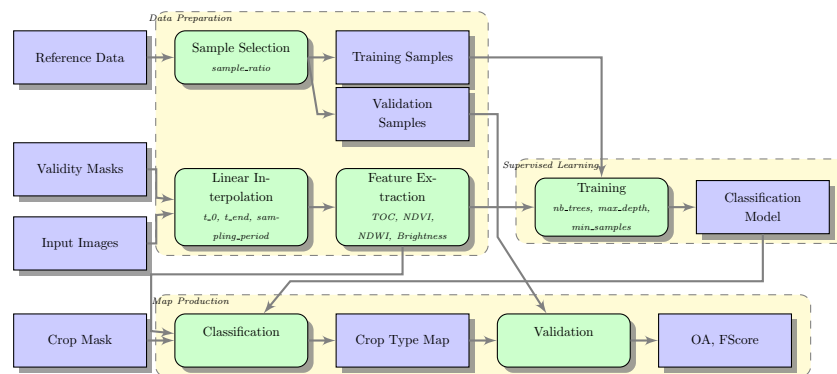 Data Preparation
Reference Data
Sample Selection
sample_ratio
Training Samples
Validation
Samples
Validity Masks
Input Images
Linear In-
terpolation
t_0, t_end, sam-
pling_period
Feature Ex-
traction
TOC, NDVI,
NDWI, Brightness
Supervised Learning
Training
nb_trees, max_depth,
min_samples
Classification
Model
Map Production
Crop Mask
Classification
Crop Type Map
Validation
OA, FScore